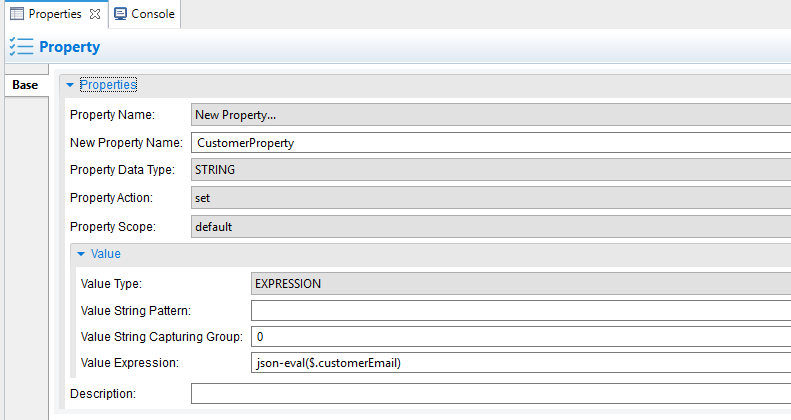 Properties Console
Property
Base
Properties
Property Name: New Property...
New Property Name: CustomerProperty
Property Data Type: STRING
Property Action: set
Property Scope: default
Value
Value Type: EXPRESSION
Value String Pattern:
Value String Capturing Group: 0
Value Expression: json-eval($.customerEmail)
Description: